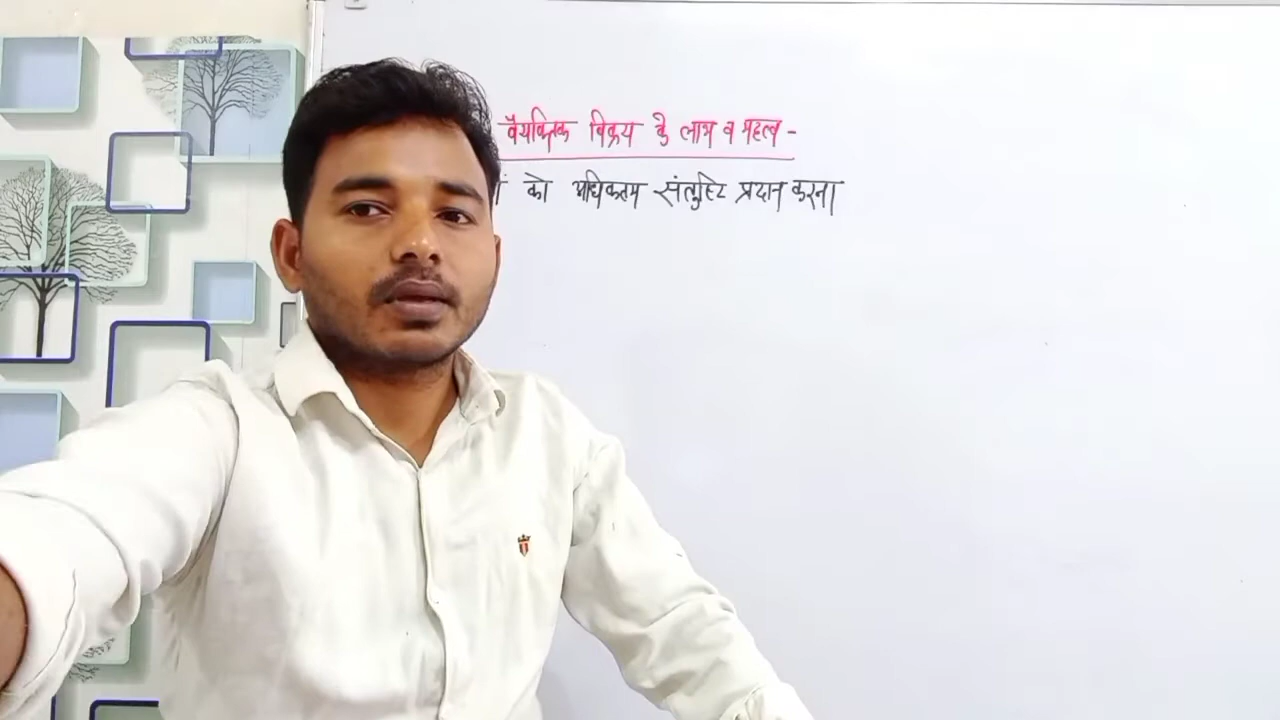 वैयक्तिक विक्रय के लाभ व महत्व -
को अधिकतम संतुष्टि प्रदान करना